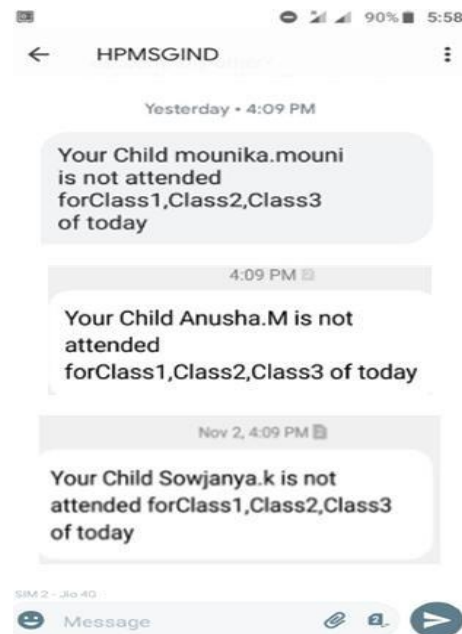 90% 5:58
HPMSGIND
Yesterday • 4:09 PM
Your Child mounika.mouni
is not attended
forClass1,Class2,Class3
of today
4:09 PM
Your Child Anusha.M is not
attended
forClass1,Class2,Class3 of today
Nov 2, 4:09 PM
Your Child Sowjanya.k is not
attended forClass1,Class2,Class3
of today
SIM 2 - Jio 4G
Message